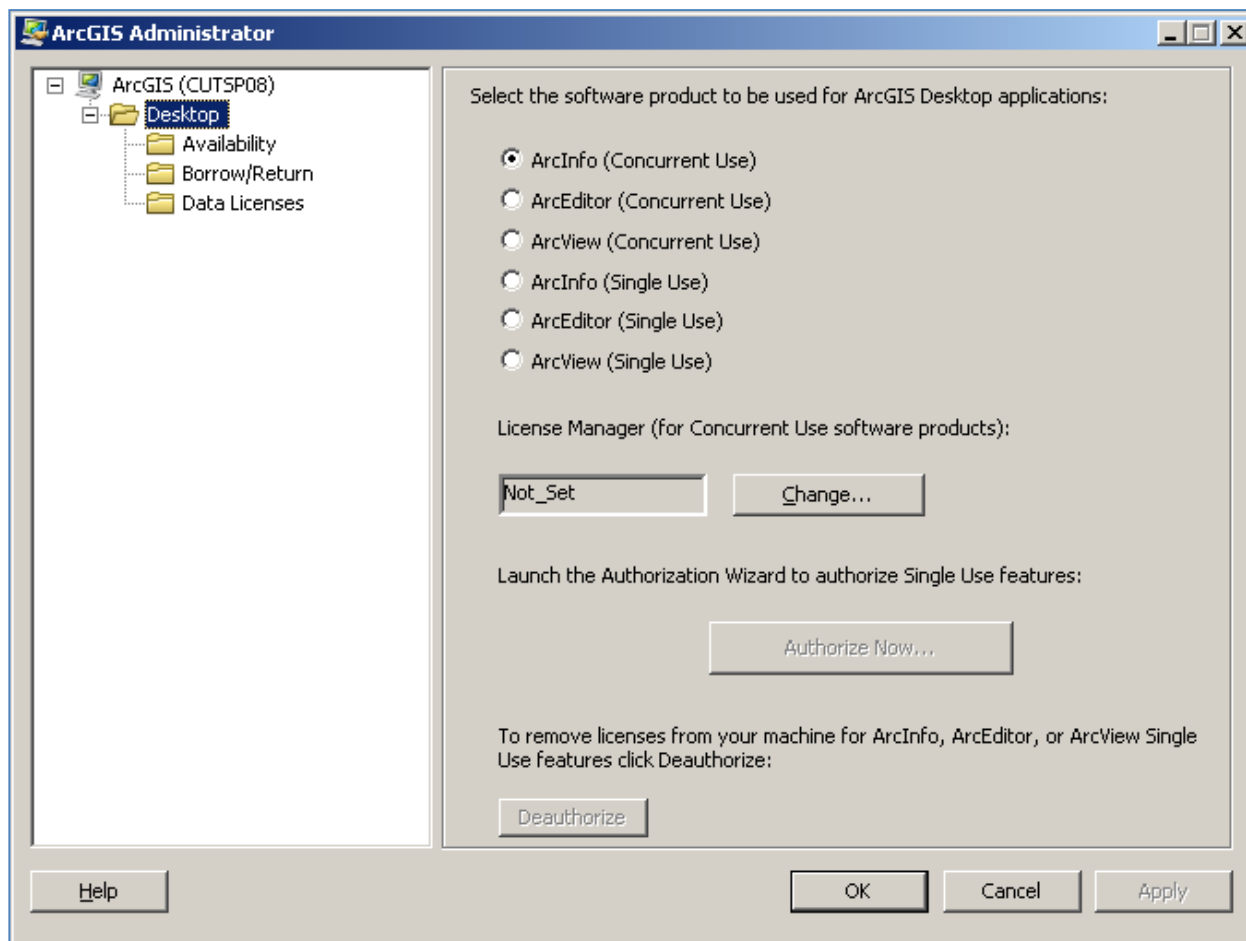 ArcGIS Administrator
ArcGIS (CUTSP08)
Desktop
Availability
Borrow/Return
Data Licenses
Select the software product to be used for ArcGIS Desktop applications:
ArcInfo (Concurrent Use)
ArcEditor (Concurrent Use)
ArcView (Concurrent Use)
ArcInfo (Single Use)
ArcEditor (Single Use)
ArcView (Single Use)
License Manager (for Concurrent Use software products):
Not_Set
Change...
Launch the Authorization Wizard to authorize Single Use features:
Authorize Now...
To remove licenses from your machine for ArcInfo, ArcEditor, or ArcView Single
Use features click Deauthorize:
Deauthorize
Help
OK
Cancel
Apply